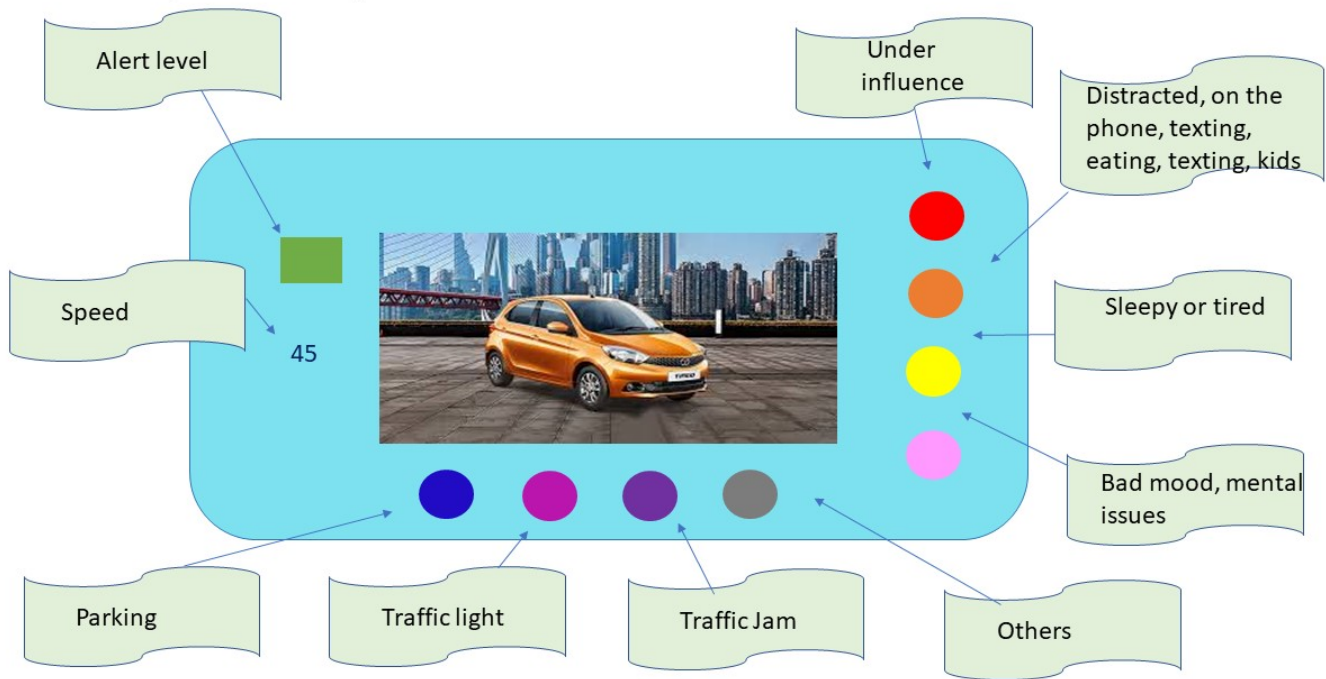 Alert level
Under
influence
Distracted, on the
phone, texting,
eating, texting, kids
Speed
45
Sleepy or tired
TIAGO
Bad mood, mental
issues
Parking
Traffic light
Traffic Jam
Others